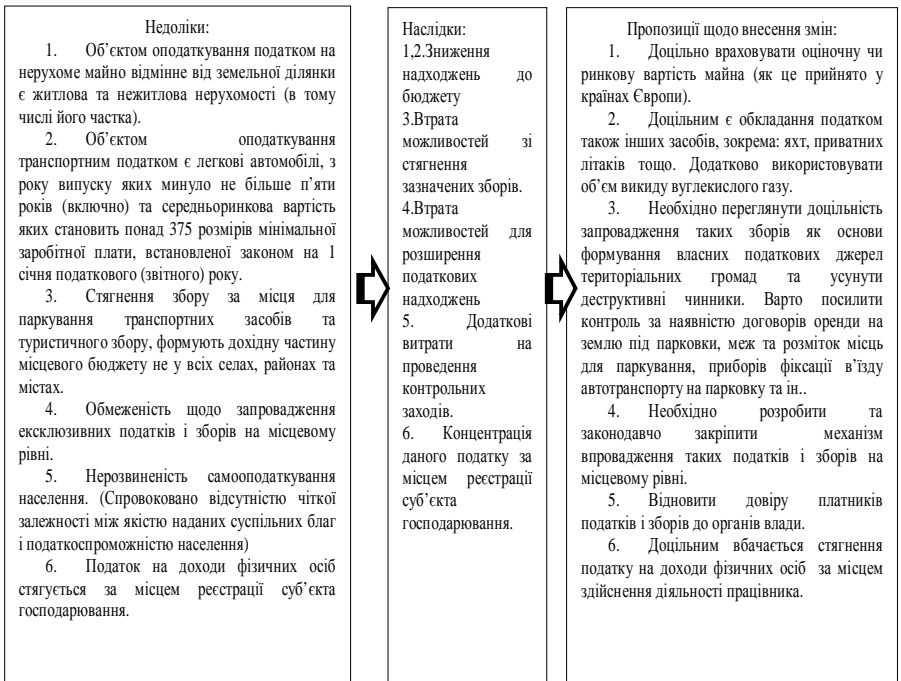 Недоліки:
1. Об’єктом оподаткування податком на
нерухоме майно відмінне від земельної ділянки
є житлова та нежитлова нерухомості (в тому
числі його частка).
2. Об’єктом оподаткування
транспортним податком є легкові автомобілі, з
року випуску яких минуло не більше п’яти
років (включно) та середньоринкова вартість
яких становить понад 375 розмірів мінімальної
заробітної плати, встановленої законом на 1
січня податкового (звітного) року.
3. Стягнення збору за місця для
паркування транспортних засобів та
туристичного збору, формують дохідну частину
місцевого бюджету не у всіх селах, районах та
містах.
4. Обмеженість щодо запровадження
ексклюзивних податків і зборів на місцевому
рівні.
5. Нерозвиненість самооподаткування
населення. (Спровоковано відсутністю чіткої
залежності між якістю наданих суспільних благ
і податкоспроможністю населення)
6. Податок на доходи фізичних осіб
стягується за місцем реєстрації суб’єкта
господарювання.
Наслідки:
1,2.Зниження
надходжень до
бюджету
3.Втрата
можливостей зі
стягнення
зазначених зборів.
4.Втрата
можливостей для
розширення
податкових
надходжень
5. Додаткові
витрати на
проведення
контрольних
заходів.
6. Концентрація
даного податку за
місцем реєстрації
суб’єкта
господарювання.
Пропозиції щодо внесення змін:
1. Доцільно враховувати оціночну чи
ринкову вартість майна (як це прийнято у
країнах Європи).
2. Доцільним є обкладання податком
також інших засобів, зокрема: яхт, приватних
літаків тощо. Додатково використовувати
об’єм викиду вуглекислого газу.
3. Необхідно переглянути доцільність
запровадження таких зборів як основи
формування власних податкових джерел
територіальних громад та усунути
деструктивні чинники. Варто посилити
контроль за наявністю договорів оренди на
землю під парковки, меж та розміток місць
для паркування, приборів фіксації в’їзду
автотранспорту на парковку та ін..
4. Необхідно розробити та
законодавчо закріпити механізм
впровадження таких податків і зборів на
місцевому рівні.
5. Відновити довіру платників
податків і зборів до органів влади.
6. Доцільним вбачається стягнення
податку на доходи фізичних осіб за місцем
здійснення діяльності працівника.